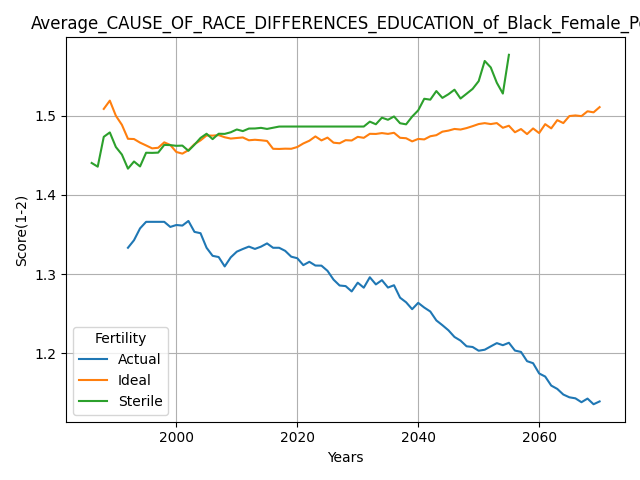 Average_CAUSE_OF_RACE_DIFFERENCES_EDUCATION_of_Black_Female_P
Score(1-2)
1.5
1.4
1.3
1.2
Fertility
Actual
Ideal
Sterile
2000 2020 2040 2060
Years